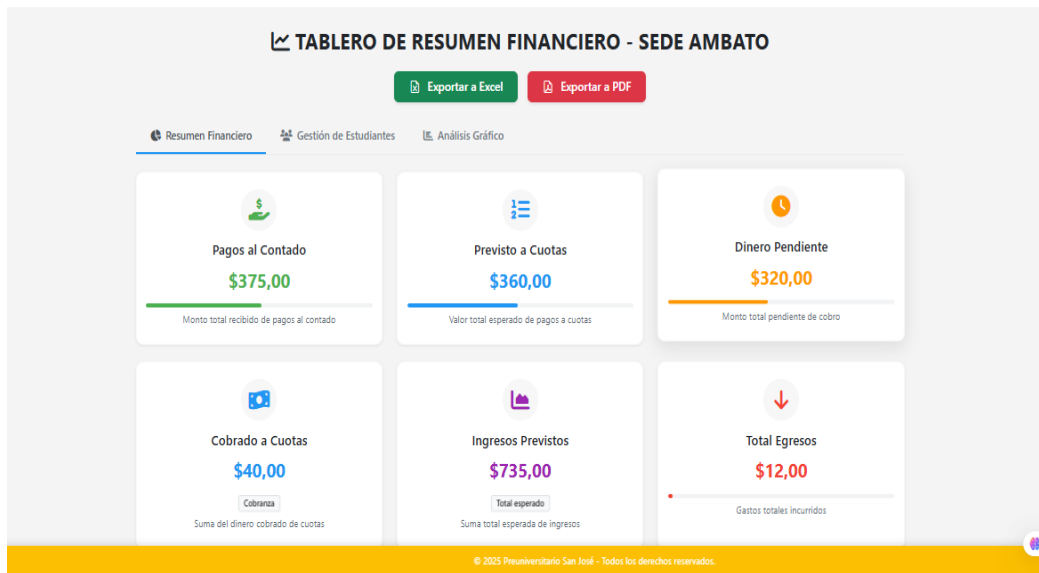 TABLERO DE RESUMEN FINANCIERO - SEDE AMBATO
Exportar a Excel
Exportar a PDF
Resumen Financiero
Gestión de Estudiantes
Análisis Gráfico
Pagos al Contado
$375,00
Monto total recibido de pagos al contado
Previsto a Cuotas
$360,00
Valor total esperado de pagos a cuotas
Dinero Pendiente
$320,00
Monto total pendiente de cobro
Cobrado a Cuotas
$40,00
Cobranza
Suma del dinero cobrado de cuotas
Ingresos Previstos
$735,00
Total esperado
Suma total esperada de ingresos
Total Egresos
$12,00
Gastos totales incurridos
© 2025 Preuniversitario San José - Todos los derechos reservados.